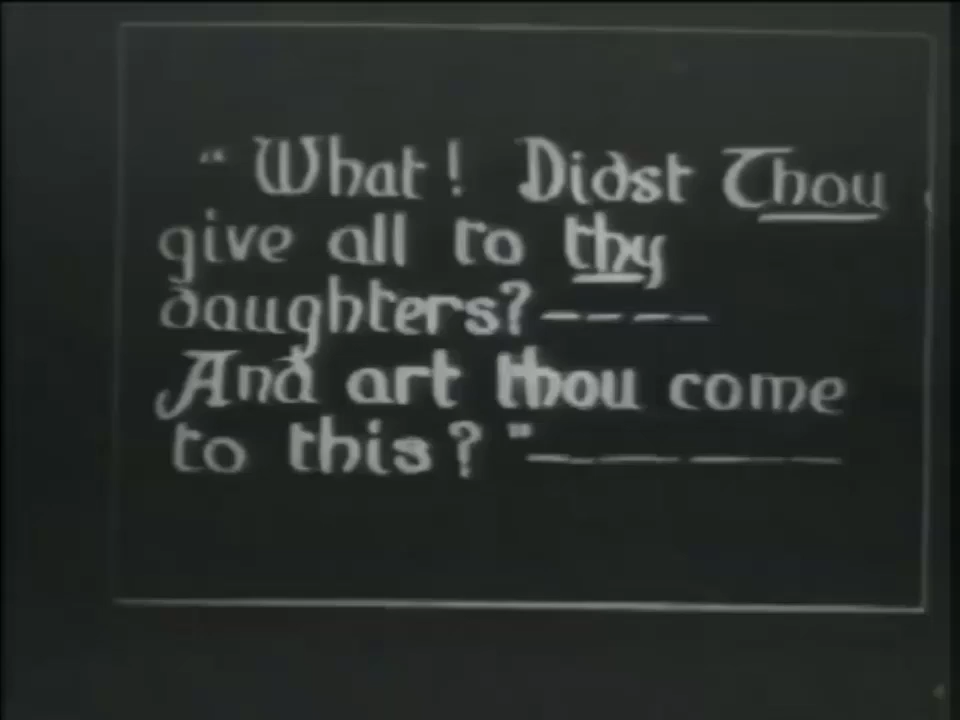 “What! Didst Thou
give all to thy
daughters?----
And art thou come
to this?"----